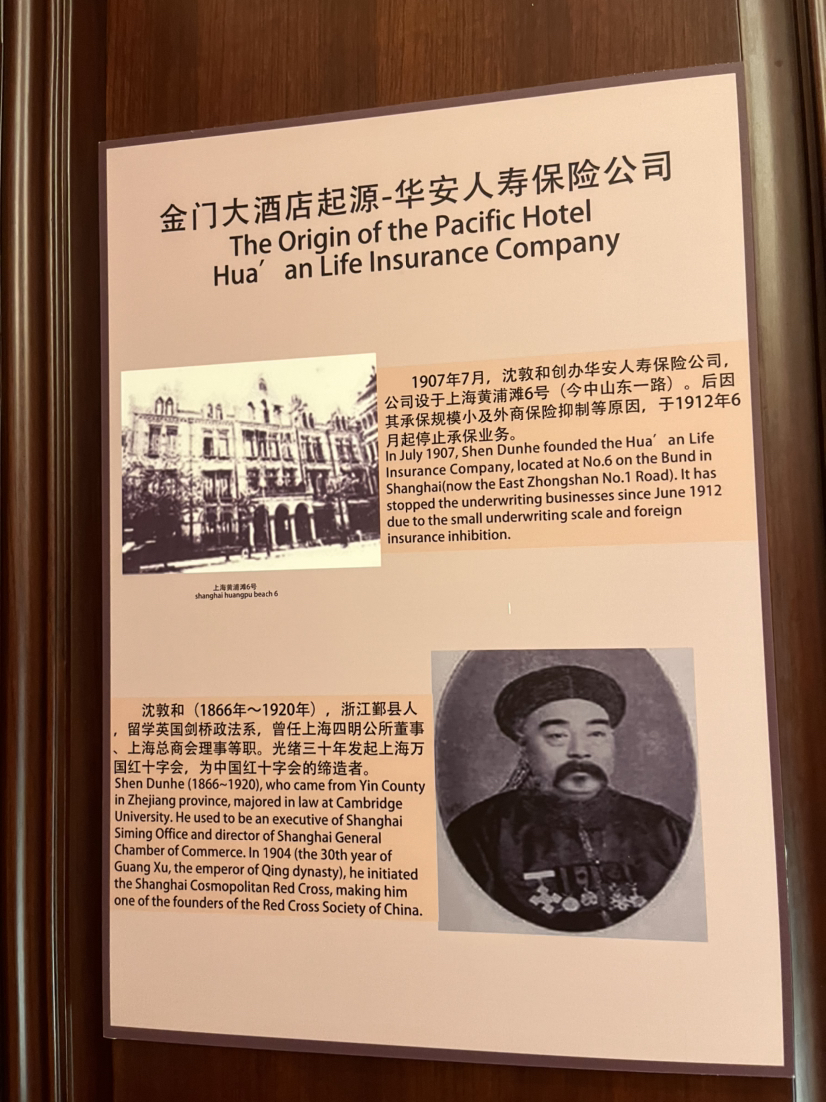 金门大酒店起源-华安人寿保险公司
The Origin of the Pacific Hotel
Hua′ an Life Insurance Company
1907年7月，沈敦和创办华安人寿保险公司，
公司设于上海黄浦滩6号（今中山东一路）。后因
其承保规模小及外商保险抑制等原因，于1912年6
月起停止承保业务。
In July 1907, Shen Dunhe founded the Hua′ an Life
Insurance Company, located at No.6 on the Bund in
Shanghai(now the East Zhongshan No.1 Road). It has
stopped the underwriting businesses since June 1912
due to the small underwriting scale and foreign
insurance inhibition.
上海黄浦滩6号
shanghai huangpu beach 6
沈敦和（1866年～1920年），浙江鄞县人
，留学英国剑桥政法系，曾任上海四明公所董事
、上海总商会理事等职。光绪三十年发起上海万
国红十字会，为中国红十字会的缔造者。
Shen Dunhe (1866~1920), who came from Yin County
in Zhejiang province, majored in law at Cambridge
University. He used to be an executive of Shanghai
Siming Office and director of Shanghai General
Chamber of Commerce. In 1904 (the 30th year of
Guang Xu, the emperor of Qing dynasty), he initiated
the Shanghai Cosmopolitan Red Cross, making him
one of the founders of the Red Cross Society of China.